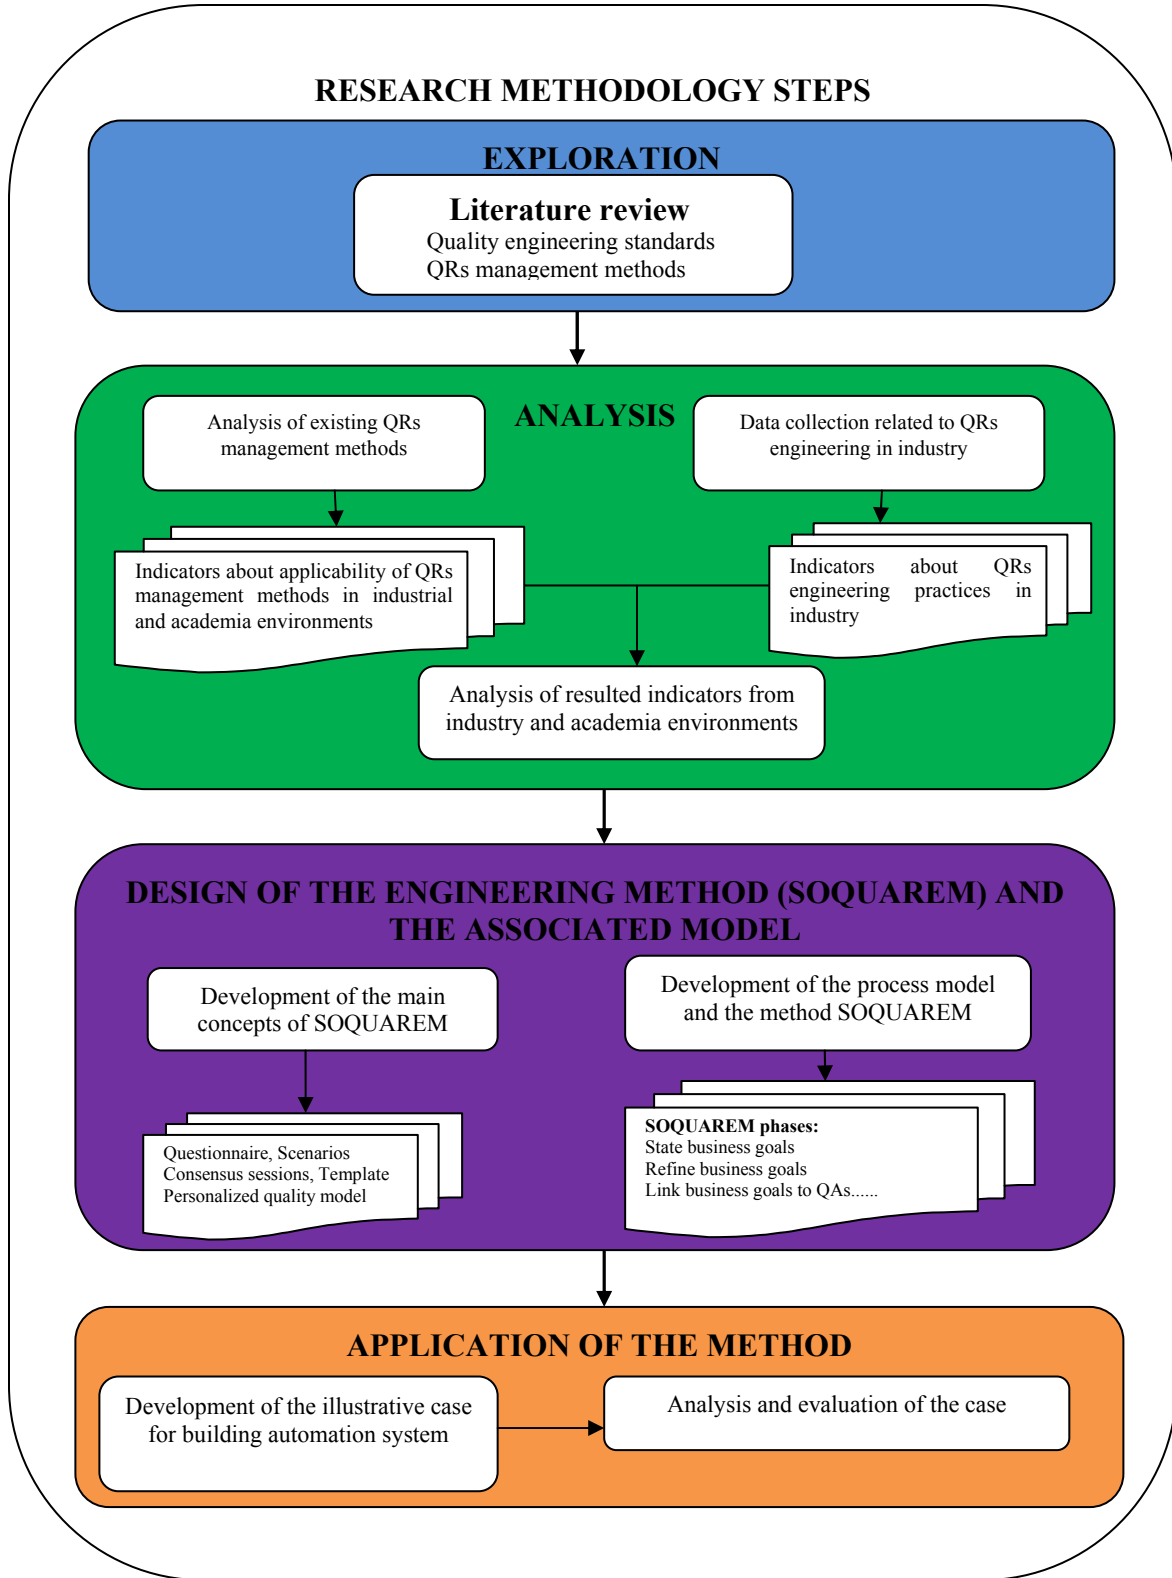 RESEARCH METHODOLOGY STEPS
EXPLORATION
Literature review
Quality engineering standards
QRs management methods
ANALYSIS
Analysis of existing QRs
management methods
Data collection related to QRs
engineering in industry
Indicators about applicability of QRs
management methods in industrial
and academia environments
Indicators about QRs
engineering practices in
industry
Analysis of resulted indicators from
industry and academia environments
DESIGN OF THE ENGINEERING METHOD (SOQUAREM) AND
THE ASSOCIATED MODEL
Development of the main
concepts of SOQUAREM
Development of the process model
and the method SOQUAREM
Questionnaire, Scenarios
Consensus sessions, Template
Personalized quality model
SOQUAREM phases:
State business goals
Refine business goals
Link business goals to QAs......
APPLICATION OF THE METHOD
Development of the illustrative case
for building automation system
Analysis and evaluation of the case